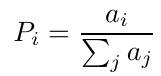 $P_i = \frac{a_i}{\sum_j a_j}$